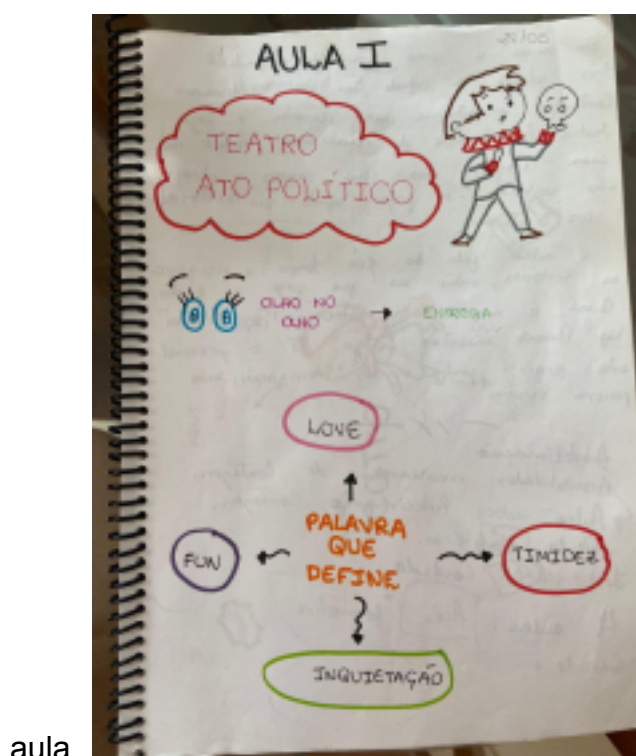 AULA I
TEATRO
ATO POLÍTICO
OLHO NO
OLHO
ENTREGA
LOVE
PALAVRA
QUE
DEFINE
FUN
TIMIDEZ
INQUIETAÇÃO
aula